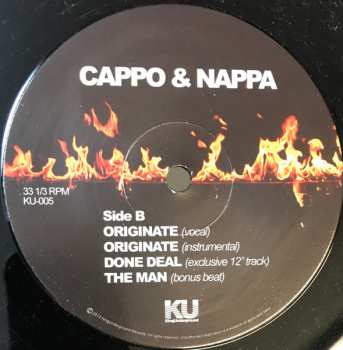 CAPPO & NAPPA
33 1/3 RPM
KU-005
Side B
ORIGINATE (vocal)
ORIGINATE (instrumental)
DONE DEAL (exclusive 12" track)
THE MAN (bonus beat)
KU